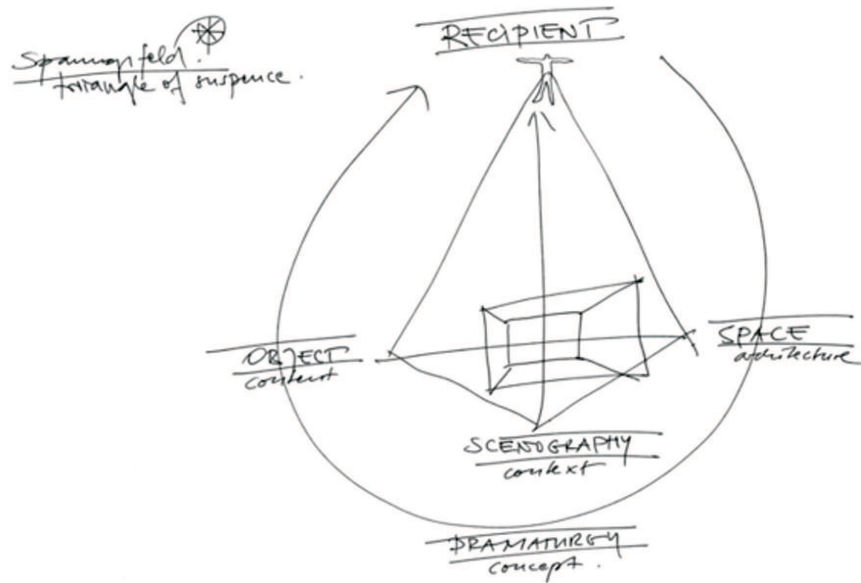 Spannungsfeld.
triangle of suspence.
RECIPIENT
OBJECT
content
SPACE
architecture
SCENOGRAPHY
context
DRAMATURGY
concept.